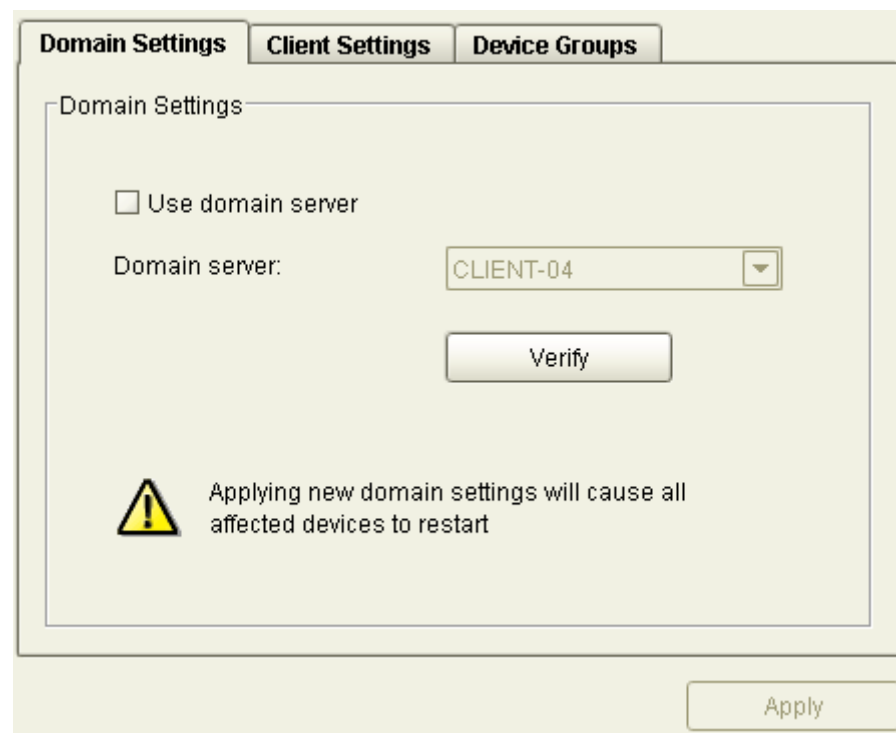 Domain Settings Client Settings Device Groups
Domain Settings
Use domain server
Domain server: CLIENT-04
Verify
Applying new domain settings will cause all
affected devices to restart
Apply